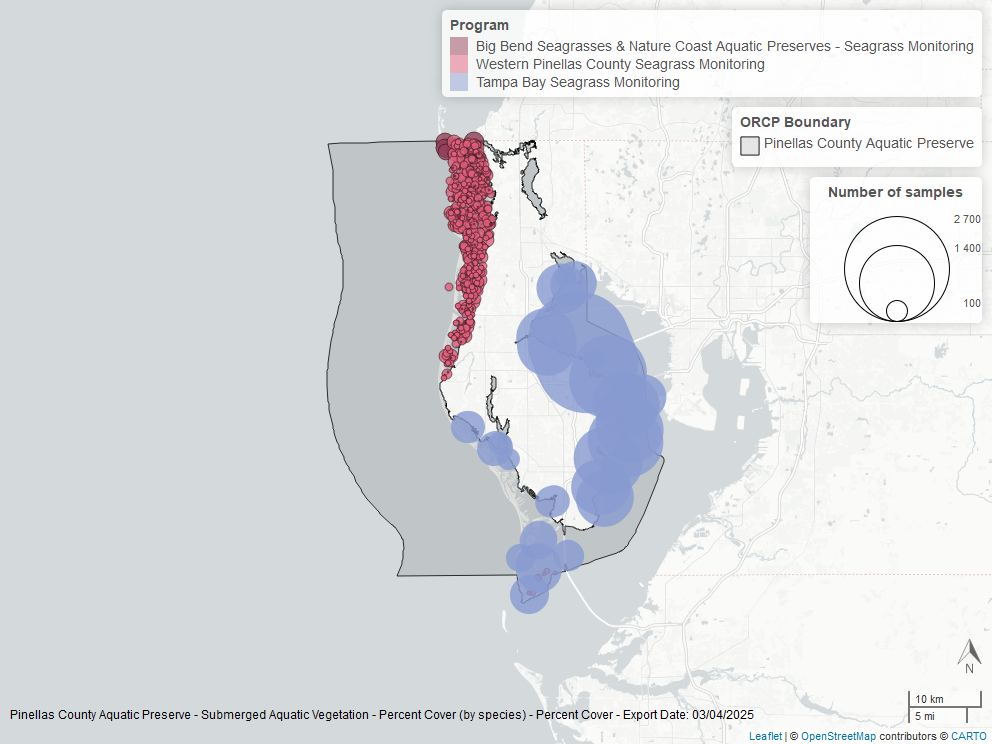 Program
Big Bend Seagrasses & Nature Coast Aquatic Preserves - Seagrass Monitoring
Western Pinellas County Seagrass Monitoring
Tampa Bay Seagrass Monitoring
ORCP Boundary
Pinellas County Aquatic Preserve
Number of samples
2 700
1 400
100
N
10 km
5 mi
Pinellas County Aquatic Preserve - Submerged Aquatic Vegetation - Percent Cover (by species) - Percent Cover - Export Date: 03/04/2025
Leaflet | © OpenStreetMap contributors © CARTO